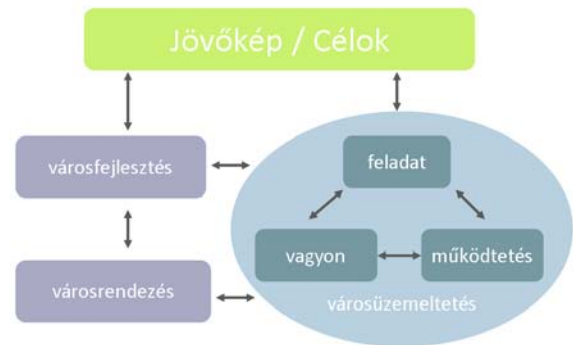 Jövőkép / Célok
városfejlesztés
feladat
vagyon
működtetés
városrendezés
városüzemeltetés